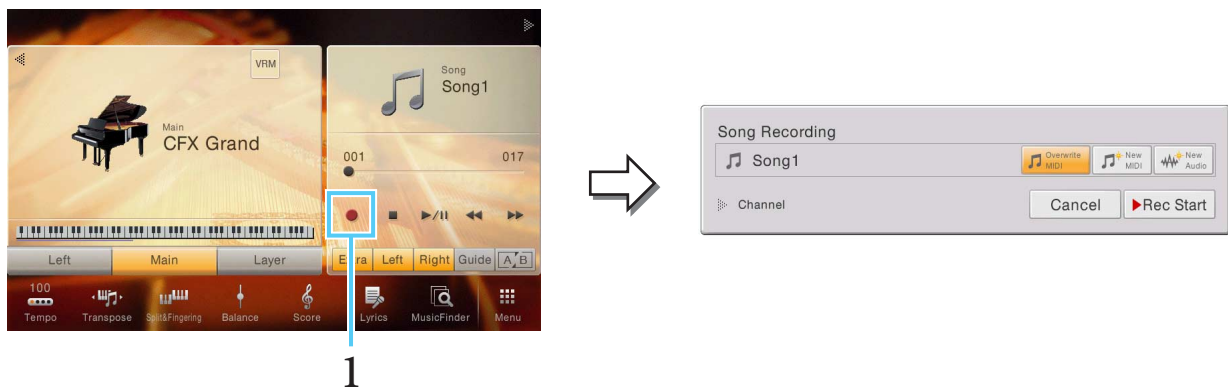 VRM
Main
CFX Grand
Song
Song1
001 017
Left Main Layer
Extra Left Right Guide A B
100
Tempo Transpose Split&Fingering Balance Score Lyrics MusicFinder Menu
1
Song Recording
Song1
Overwrite MIDI
New MIDI
New Audio
Channel
Cancel Rec Start